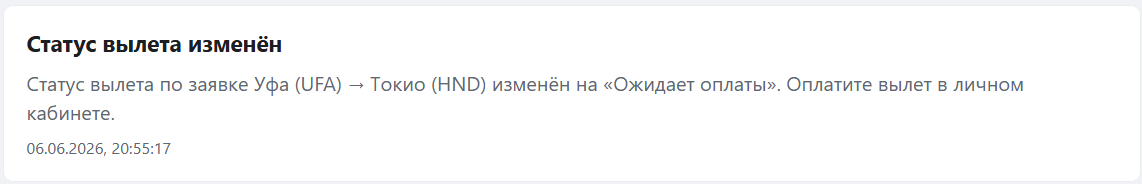 Статус вылета изменён
Статус вылета по заявке Уфа (UFA) → Токио (HND) изменён на «Ожидает оплаты». Оплатите вылет в личном
кабинете.
06.06.2026, 20:55:17